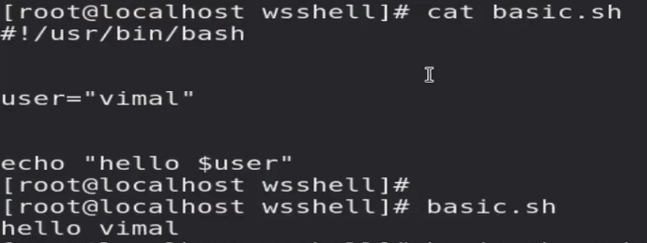 [root@localhost wsshell]# cat basic.sh
#!/usr/bin/bash
user="vimal"
echo "hello $user"
[root@localhost wsshell]#
[root@localhost wsshell]# basic.sh
hello vimal